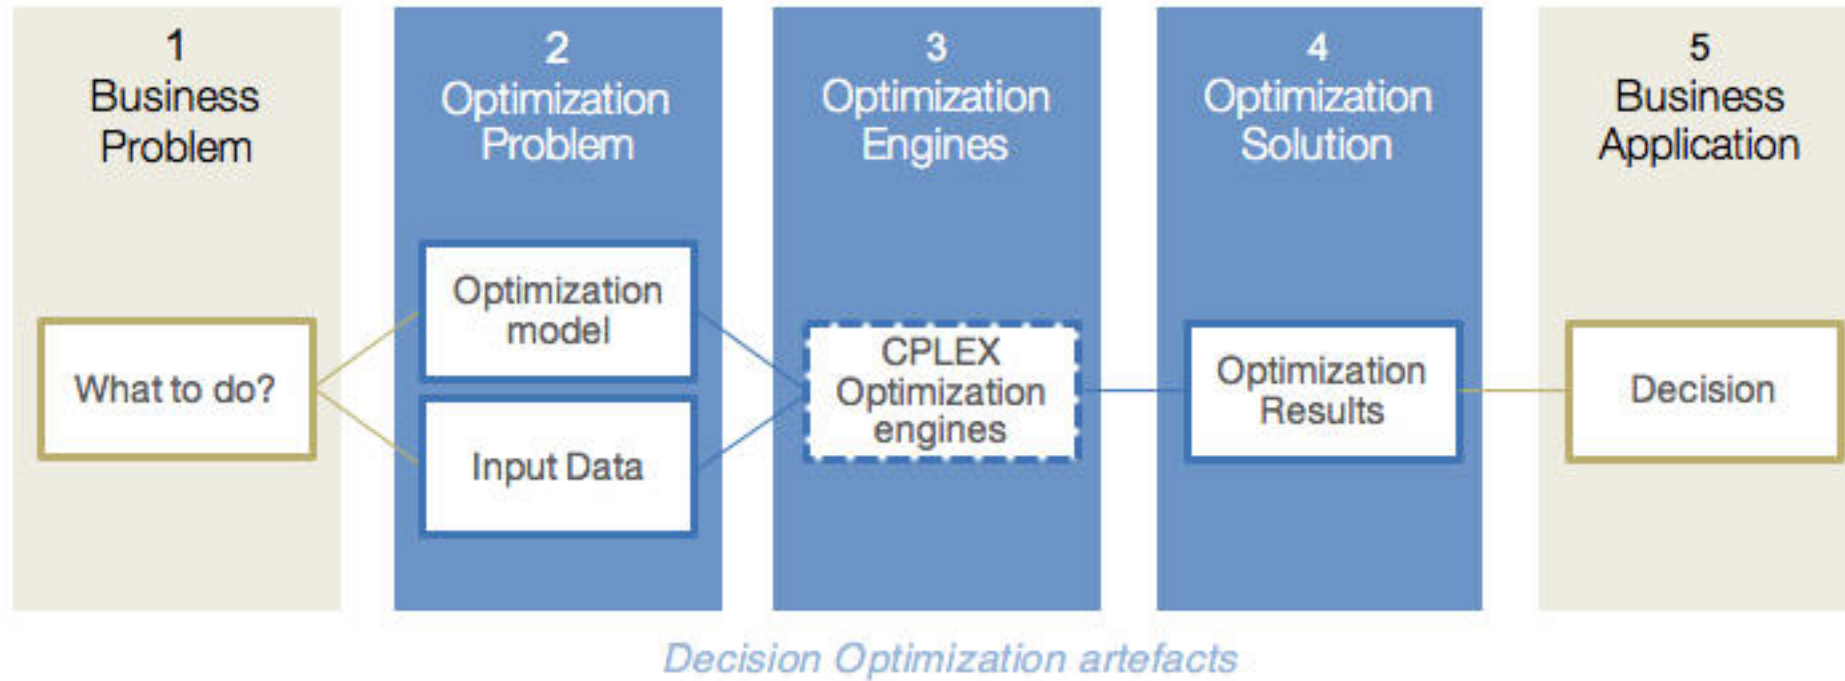 1
Business
Problem
What to do?
2
Optimization
Problem
Optimization
model
Input Data
3
Optimization
Engines
CPLEX
Optimization
engines
4
Optimization
Solution
Optimization
Results
5
Business
Application
Decision
Decision Optimization artefacts